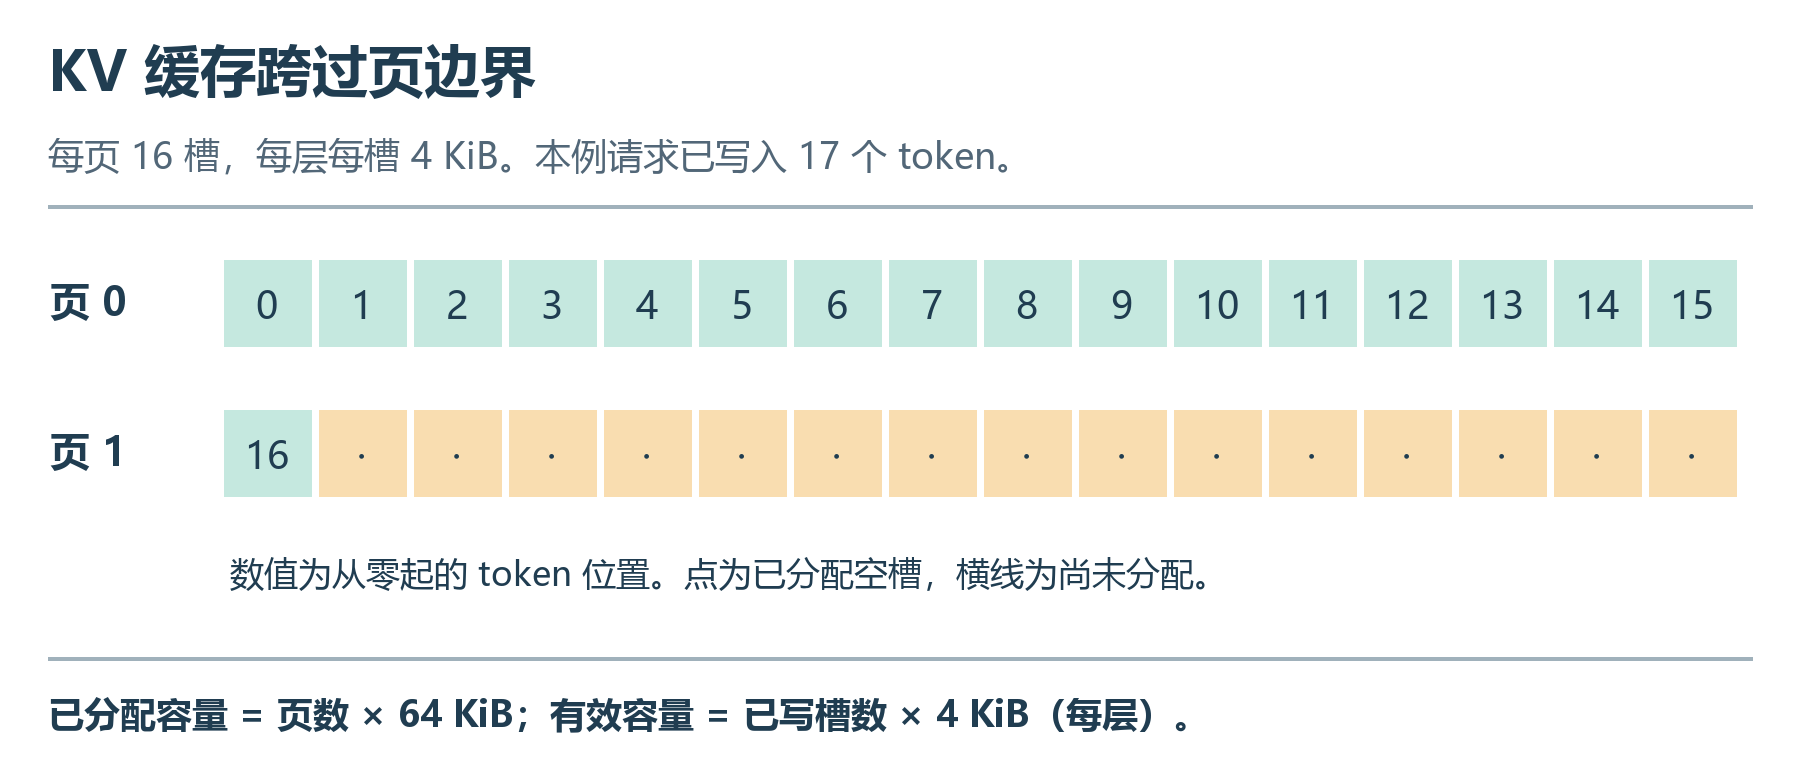 KV 缓存跨过页边界
每页 16 槽，每层每槽 4 KiB。本例请求已写入 17 个 token。
页 0 0 1 2 3 4 5 6 7 8 9 10 11 12 13 14 15
页 1 16 · · · · · · · · · · · · · · ·
数值为从零起的 token 位置。点为已分配空槽，横线为尚未分配。
已分配容量 = 页数 × 64 KiB；有效容量 = 已写槽数 × 4 KiB（每层）。